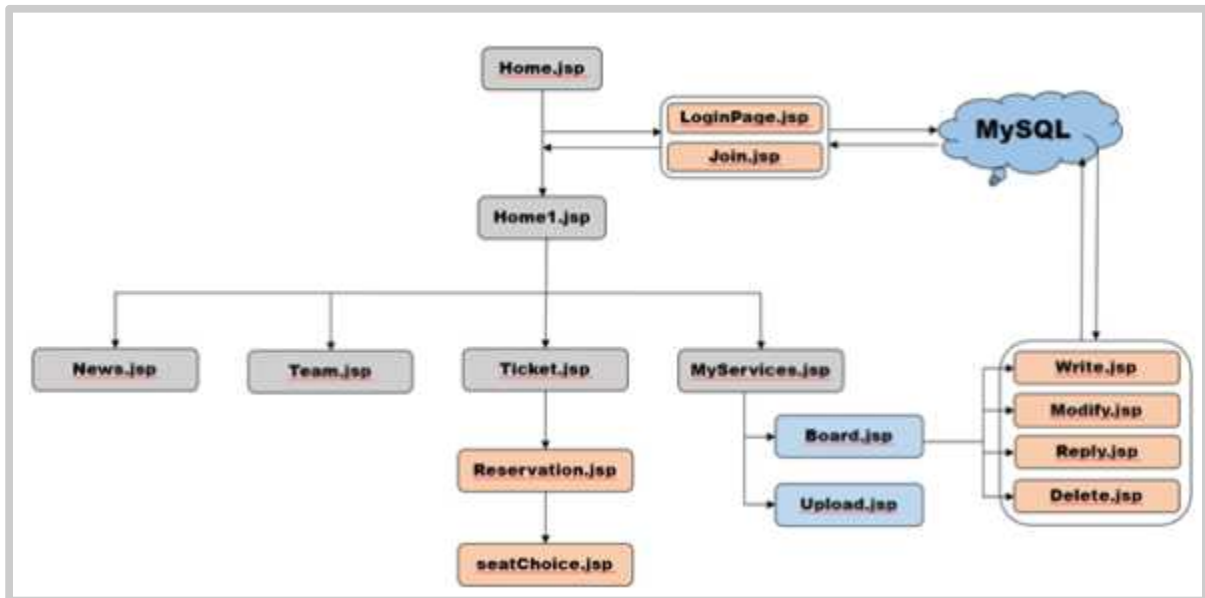 Home.jsp
LoginPage.jsp
Join.jsp
MySQL
Home1.jsp
News.jsp
Team.jsp
Ticket.jsp
MyServices.jsp
Write.jsp
Modify.jsp
Reply.jsp
Delete.jsp
Board.jsp
Upload.jsp
Reservation.jsp
seatChoice.jsp